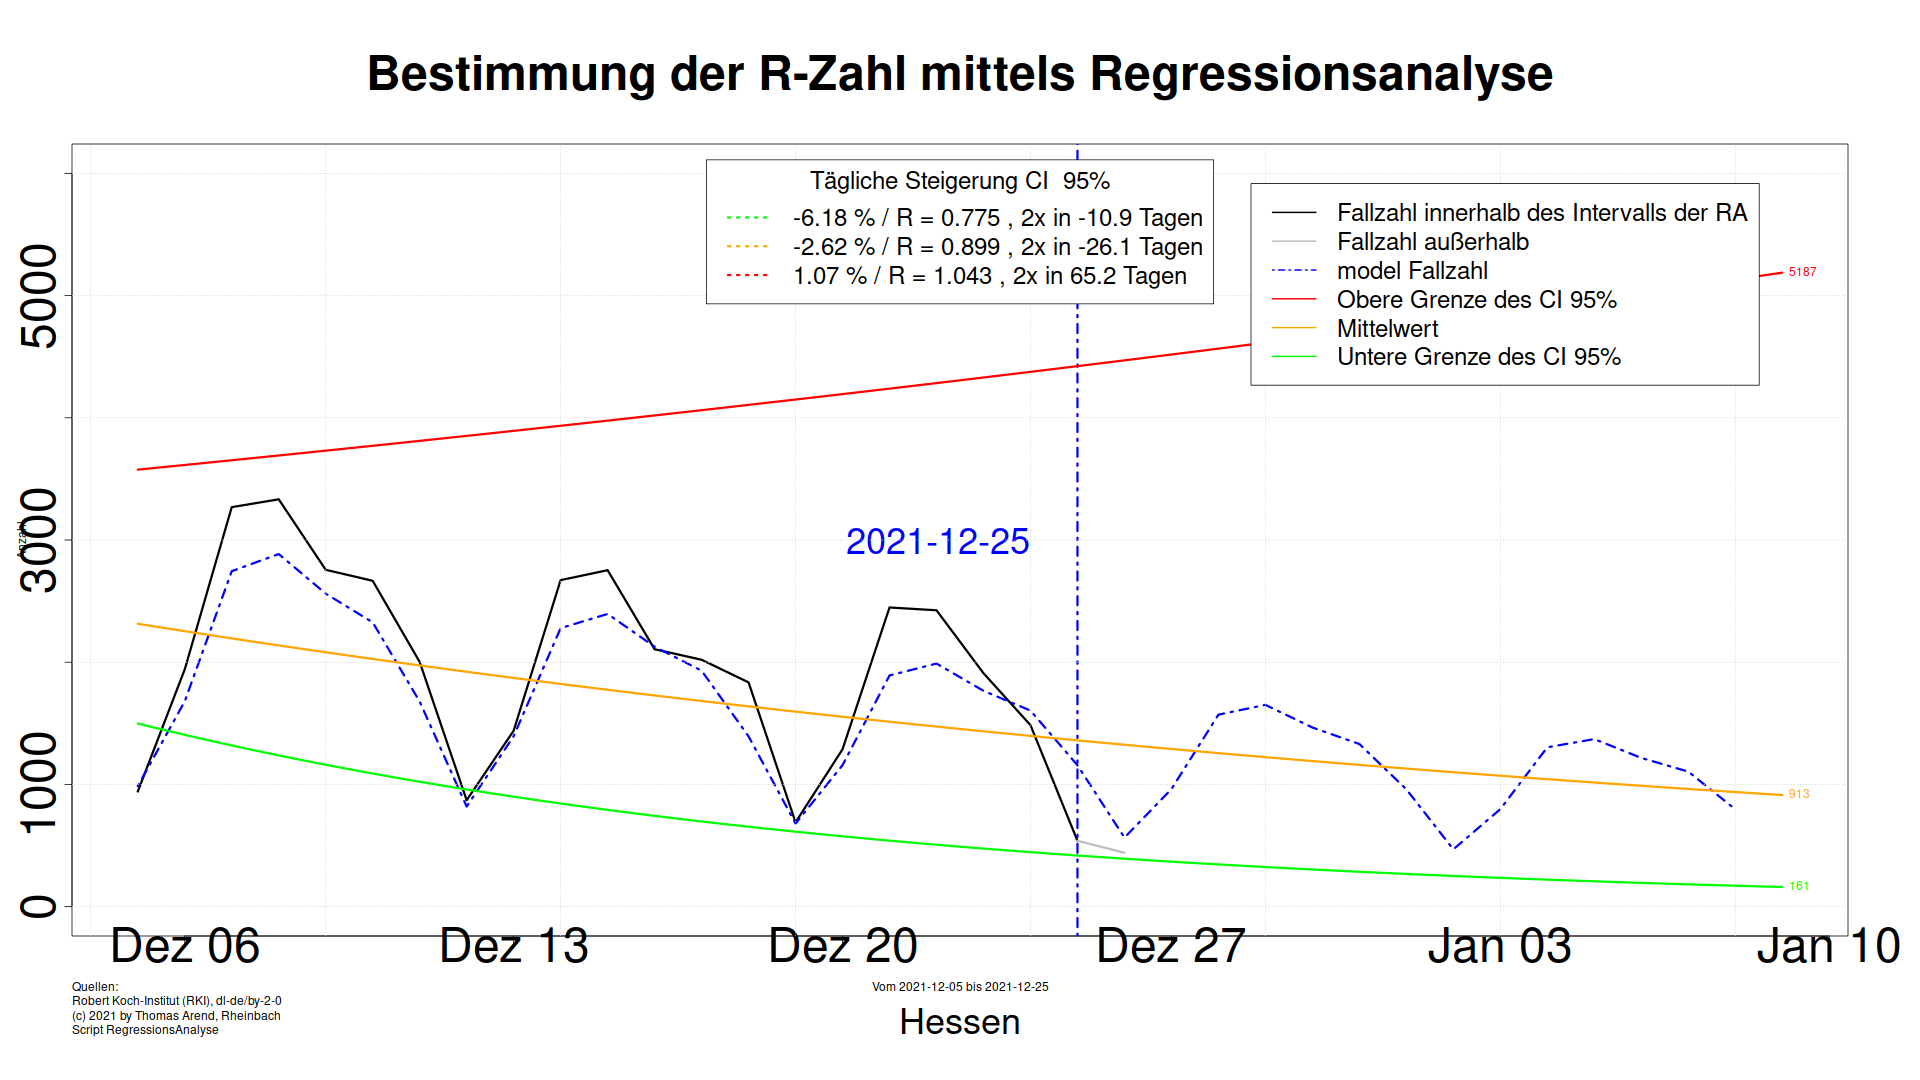 Bestimmung der R-Zahl mittels Regressionsanalyse
Tägliche Steigerung CI 95%
-6.18 % / R = 0.775 , 2x in -10.9 Tagen
-2.62 % / R = 0.899 , 2x in -26.1 Tagen
1.07 % / R = 1.043 , 2x in 65.2 Tagen
Fallzahl innerhalb des Intervalls der RA
Fallzahl außerhalb
model Fallzahl
Obere Grenze des CI 95%
Mittelwert
Untere Grenze des CI 95%
5187
913
161
2021-12-25
5000
3000
1000
0
Anzahl
Dez 06 Dez 13 Dez 20 Dez 27 Jan 03 Jan 10
Quellen:
Robert Koch-Institut (RKI), dl-de/by-2-0
(c) 2021 by Thomas Arend, Rheinbach
Script RegressionsAnalyse
Vom 2021-12-05 bis 2021-12-25
Hessen